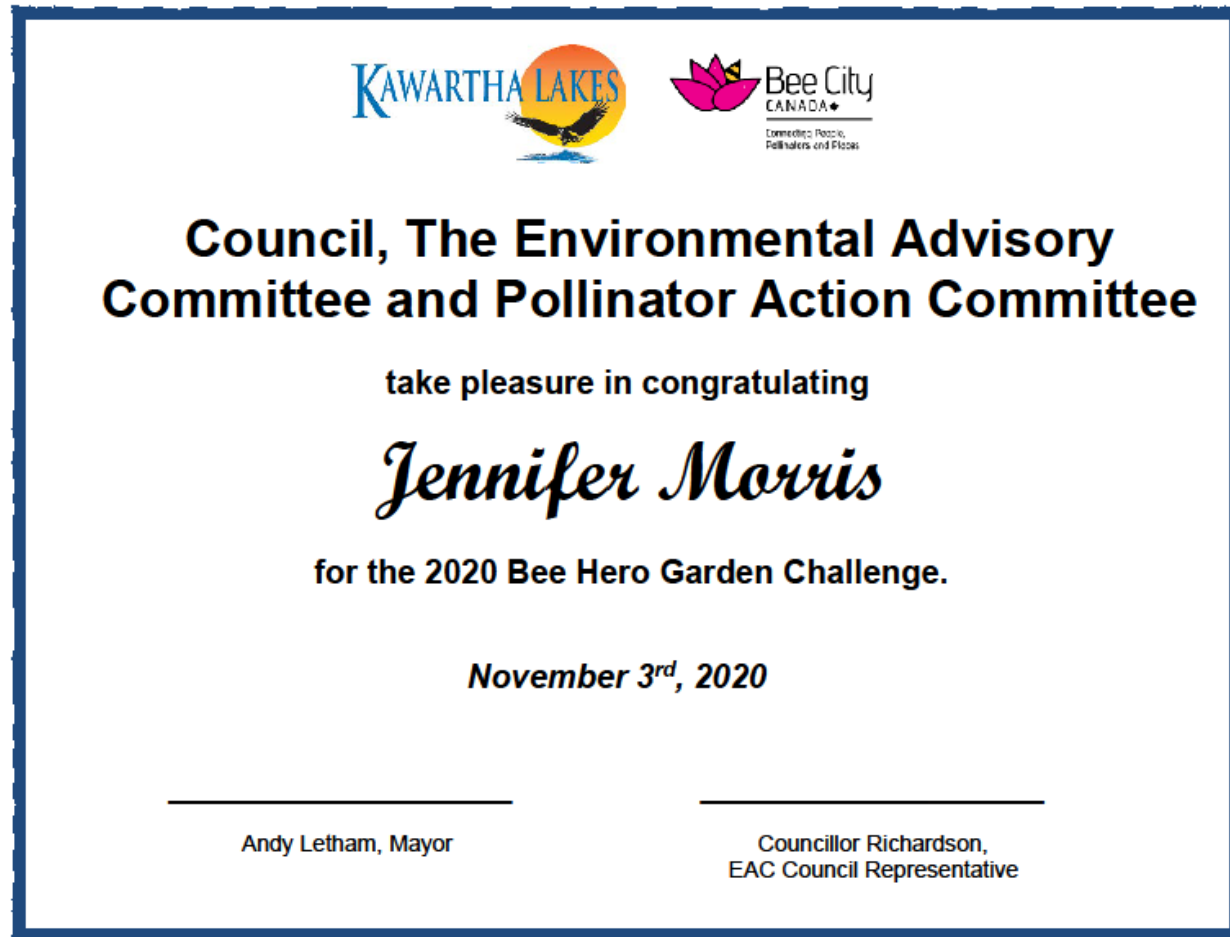 KAWARTHA LAKES
Bee City
CANADA
Connecting People,
Pollinators and Places
Council, The Environmental Advisory
Committee and Pollinator Action Committee
take pleasure in congratulating
Jennifer Morris
for the 2020 Bee Hero Garden Challenge.
November 3rd, 2020
Andy Letham, Mayor
Councillor Richardson,
EAC Council Representative